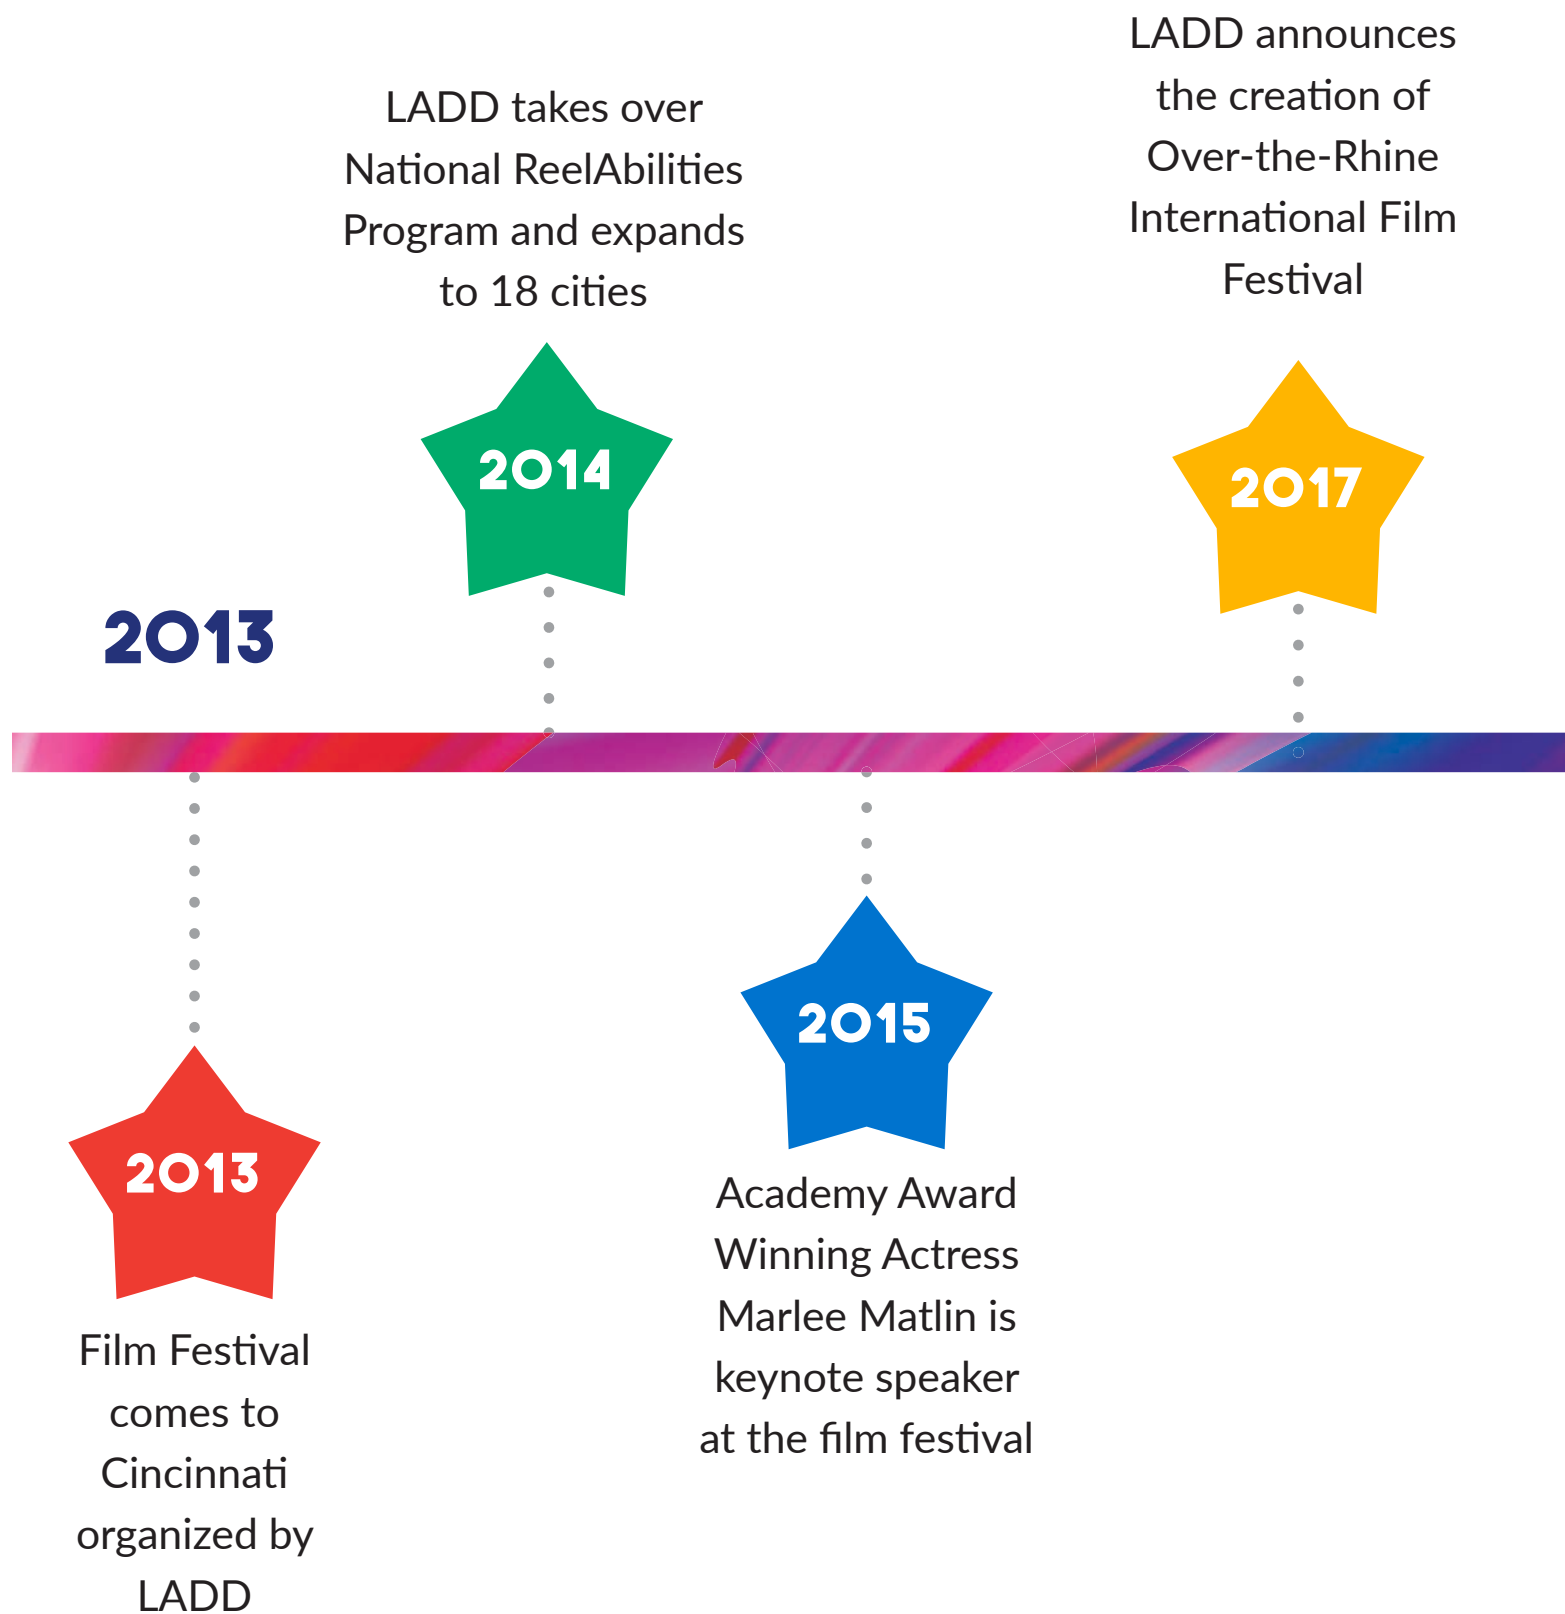 LADD announces
the creation of
Over-the-Rhine
International Film
Festival
LADD takes over
National ReelAbilities
Program and expands
to 18 cities
2014
2017
2013
2015
Academy Award
Winning Actress
Marlee Matlin is
keynote speaker
at the film festival
2013
Film Festival
comes to
Cincinnati
organized by
LADD